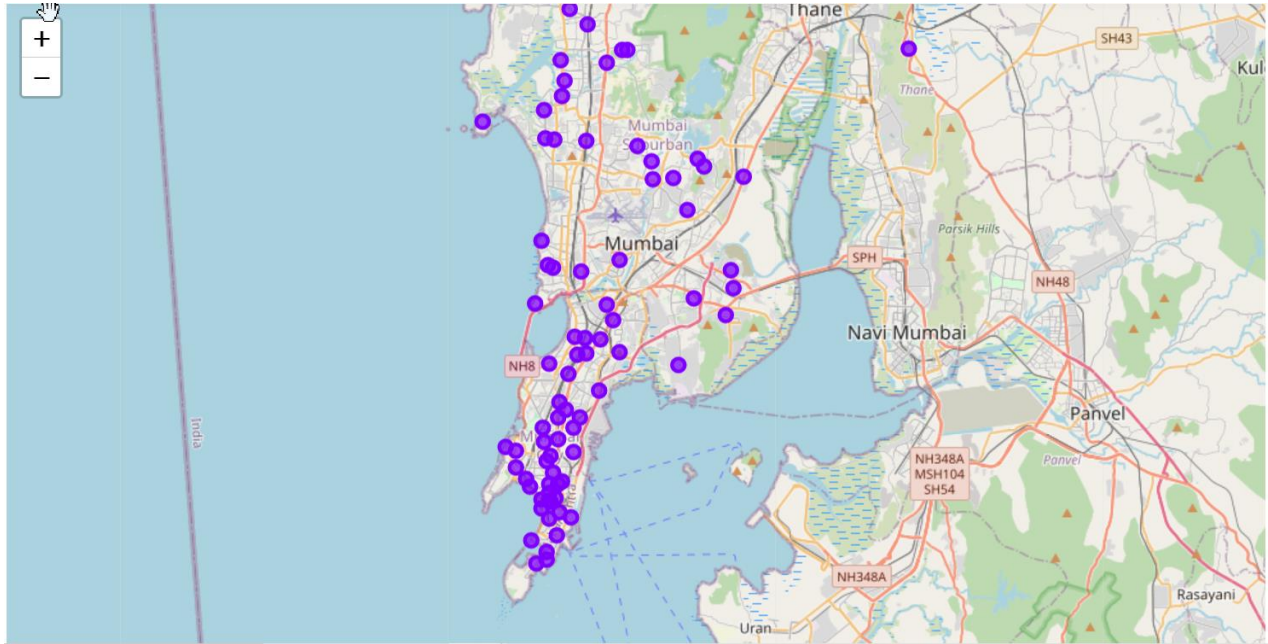 +
−
Thane
SH43
Kul
Thane
Mumbai
Suburban
Parsik Hills
Mumbai
SPH
NH48
Navi Mumbai
NH8
India
Panvel
NH348A
MSH104
SH54
Panvel
NH348A
Rasayani
Uran